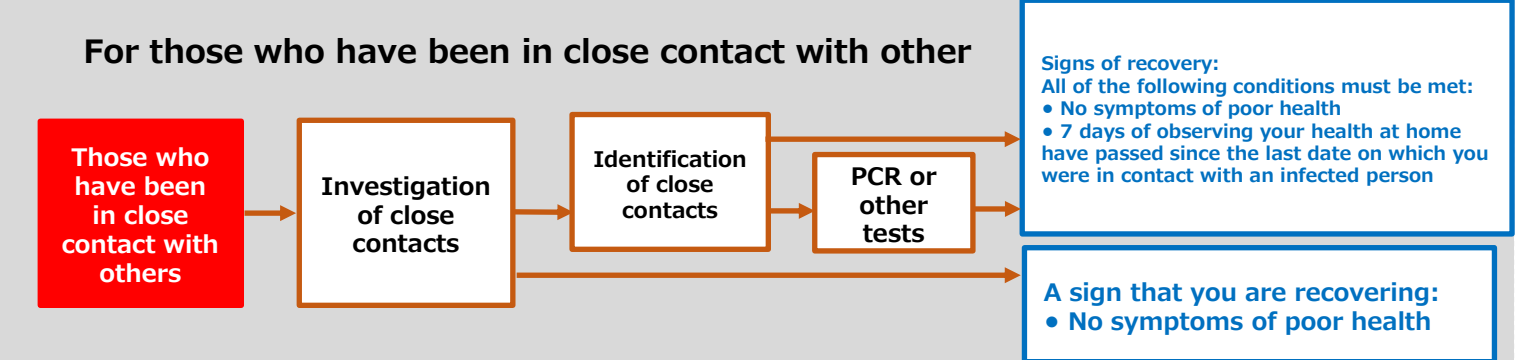 For those who have been in close contact with other
Those who
have been
in close
contact with
others
Investigation
of close
contacts
Identification
of close
contacts
PCR or
other
tests
Signs of recovery:
All of the following conditions must be met:
• No symptoms of poor health
• 7 days of observing your health at home
have passed since the last date on which you
were in contact with an infected person
A sign that you are recovering:
• No symptoms of poor health